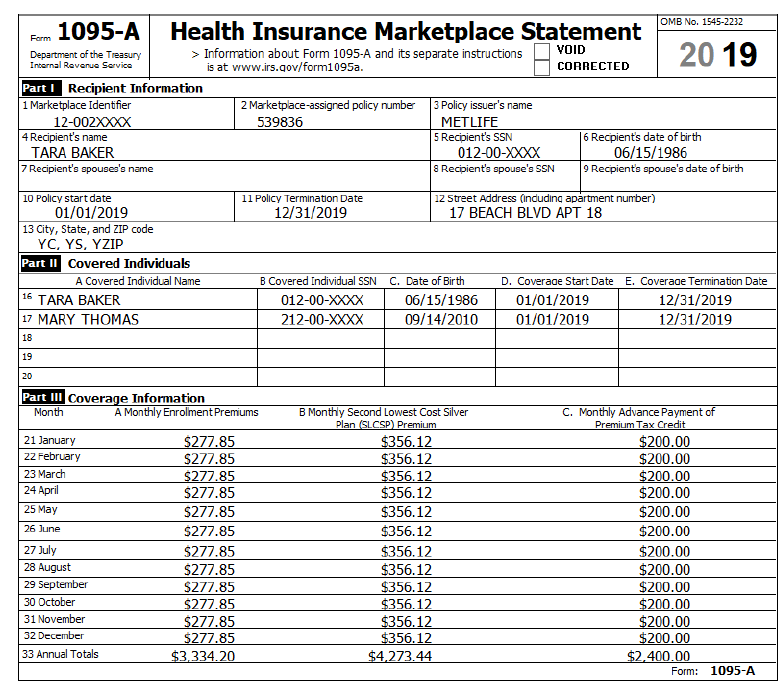 Form 1095-A
Department of the Treasury
Internal Revenue Service
Health Insurance Marketplace Statement
> Information about Form 1095-A and its separate instructions
is at www.irs.gov/form1095a.
VOID
CORRECTED
OMB No. 1545-2232
2019
Part I Recipient Information
1 Marketplace Identifier 2 Marketplace-assigned policy number 3 Policy issuer's name
12-002XXXX 539836 METLIFE
4 Recipient's name 5 Recipient's SSN 6 Recipient's date of birth
TARA BAKER 012-00-XXXX 06/15/1986
7 Recipient's spouses's name 8 Recipient's spouse's SSN 9 Recipient's spouse's date of birth
10 Policy start date 11 Policy Termination Date 12 Street Address (including apartment number)
01/01/2019 12/31/2019 17 BEACH BLVD APT 18
13 City, State, and ZIP code
YC, YS, YZIP
Part II Covered Individuals
A Covered Individual Name B Covered Individual SSN C. Date of Birth D. Coverage Start Date E. Coverage Termination Date
16 TARA BAKER 012-00-XXXX 06/15/1986 01/01/2019 12/31/2019
17 MARY THOMAS 212-00-XXXX 09/14/2010 01/01/2019 12/31/2019
18
19
20
Part III Coverage Information
Month A Monthly Enrollment Premiums B Monthly Second Lowest Cost Silver C. Monthly Advance Payment of
Plan (SLCSP) Premium Premium Tax Credit
21 January $277.85 $356.12 $200.00
22 February $277.85 $356.12 $200.00
23 March $277.85 $356.12 $200.00
24 April $277.85 $356.12 $200.00
25 May $277.85 $356.12 $200.00
26 June $277.85 $356.12 $200.00
27 July $277.85 $356.12 $200.00
28 August $277.85 $356.12 $200.00
29 September $277.85 $356.12 $200.00
30 October $277.85 $356.12 $200.00
31 November $277.85 $356.12 $200.00
32 December $277.85 $356.12 $200.00
33 Annual Totals $3,334.20 $4,273.44 $2,400.00
Form: 1095-A